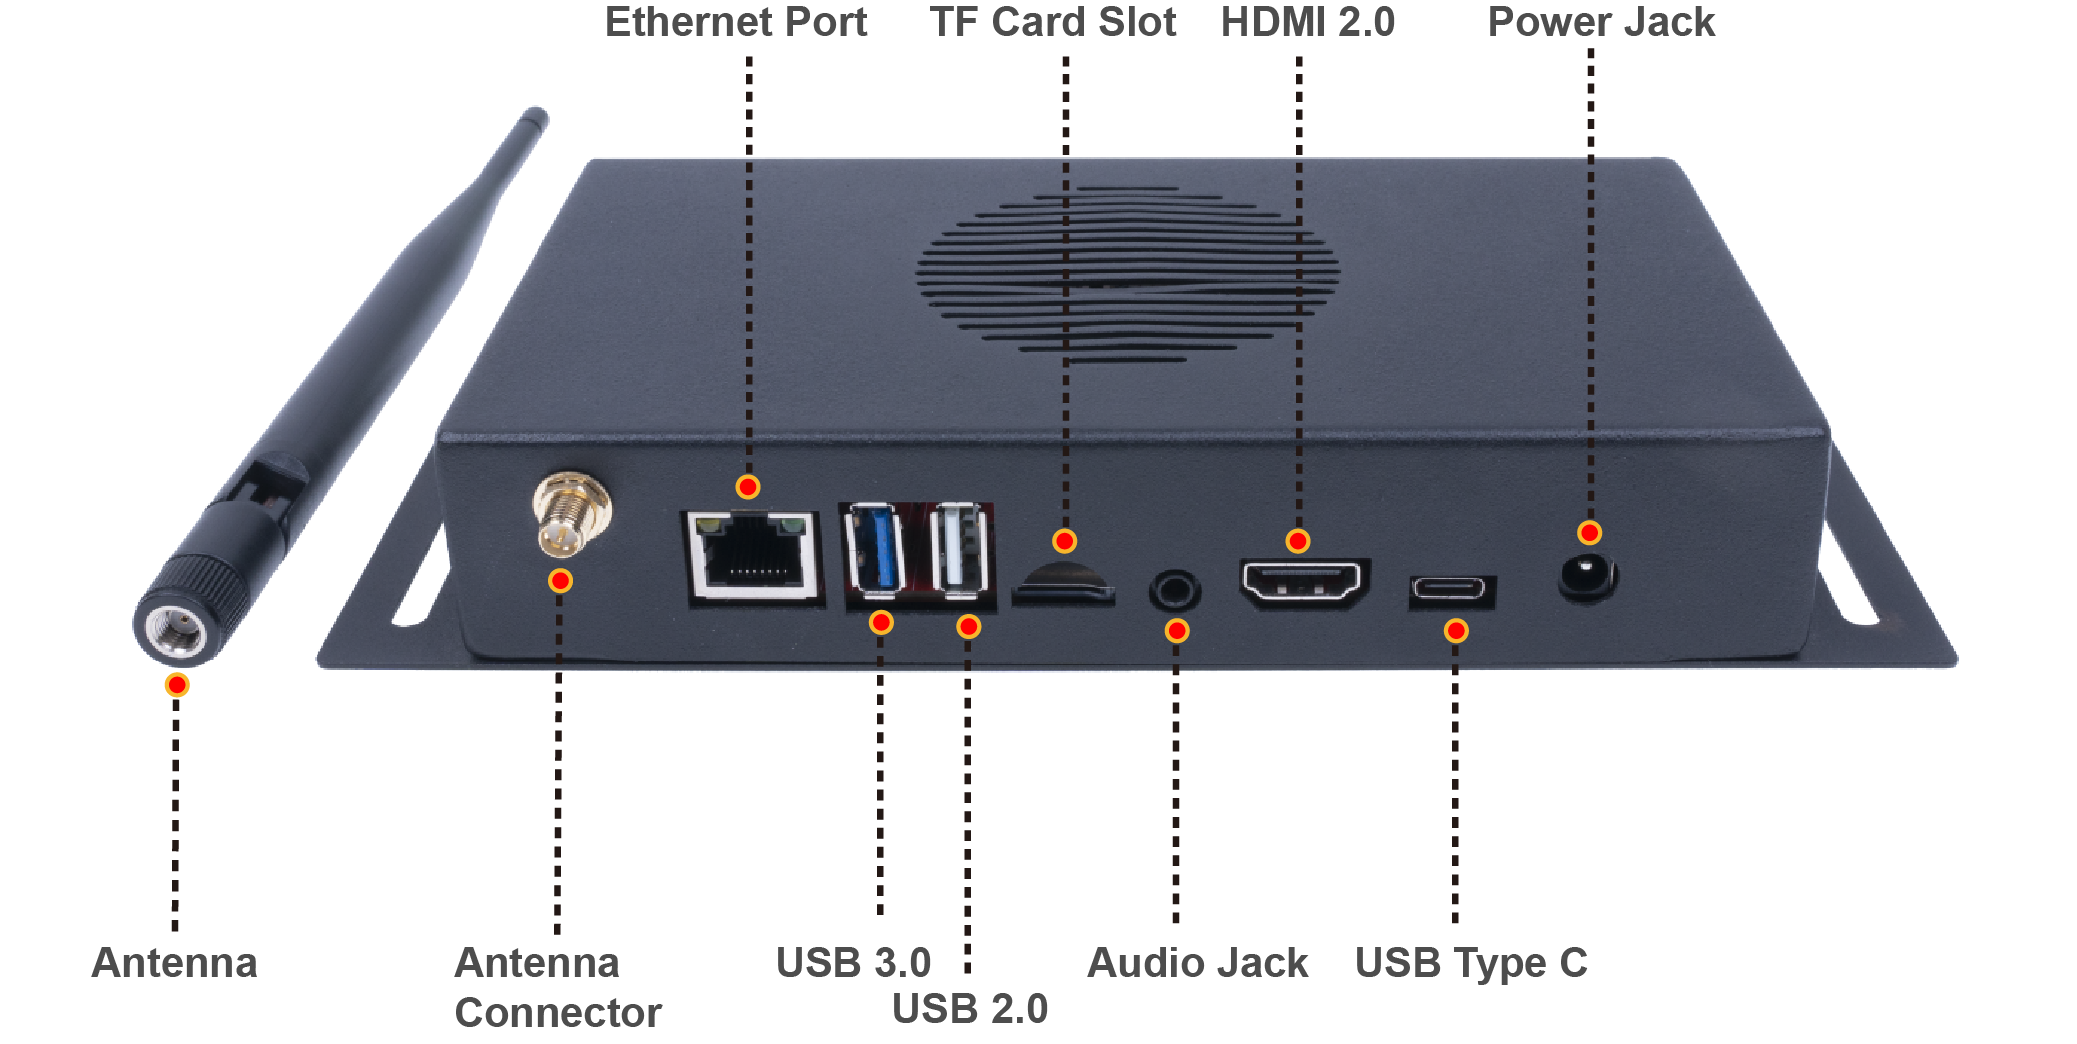 Ethernet Port
TF Card Slot
HDMI 2.0
Power Jack
Antenna
Antenna
Connector
USB 3.0
USB 2.0
Audio Jack
USB Type C